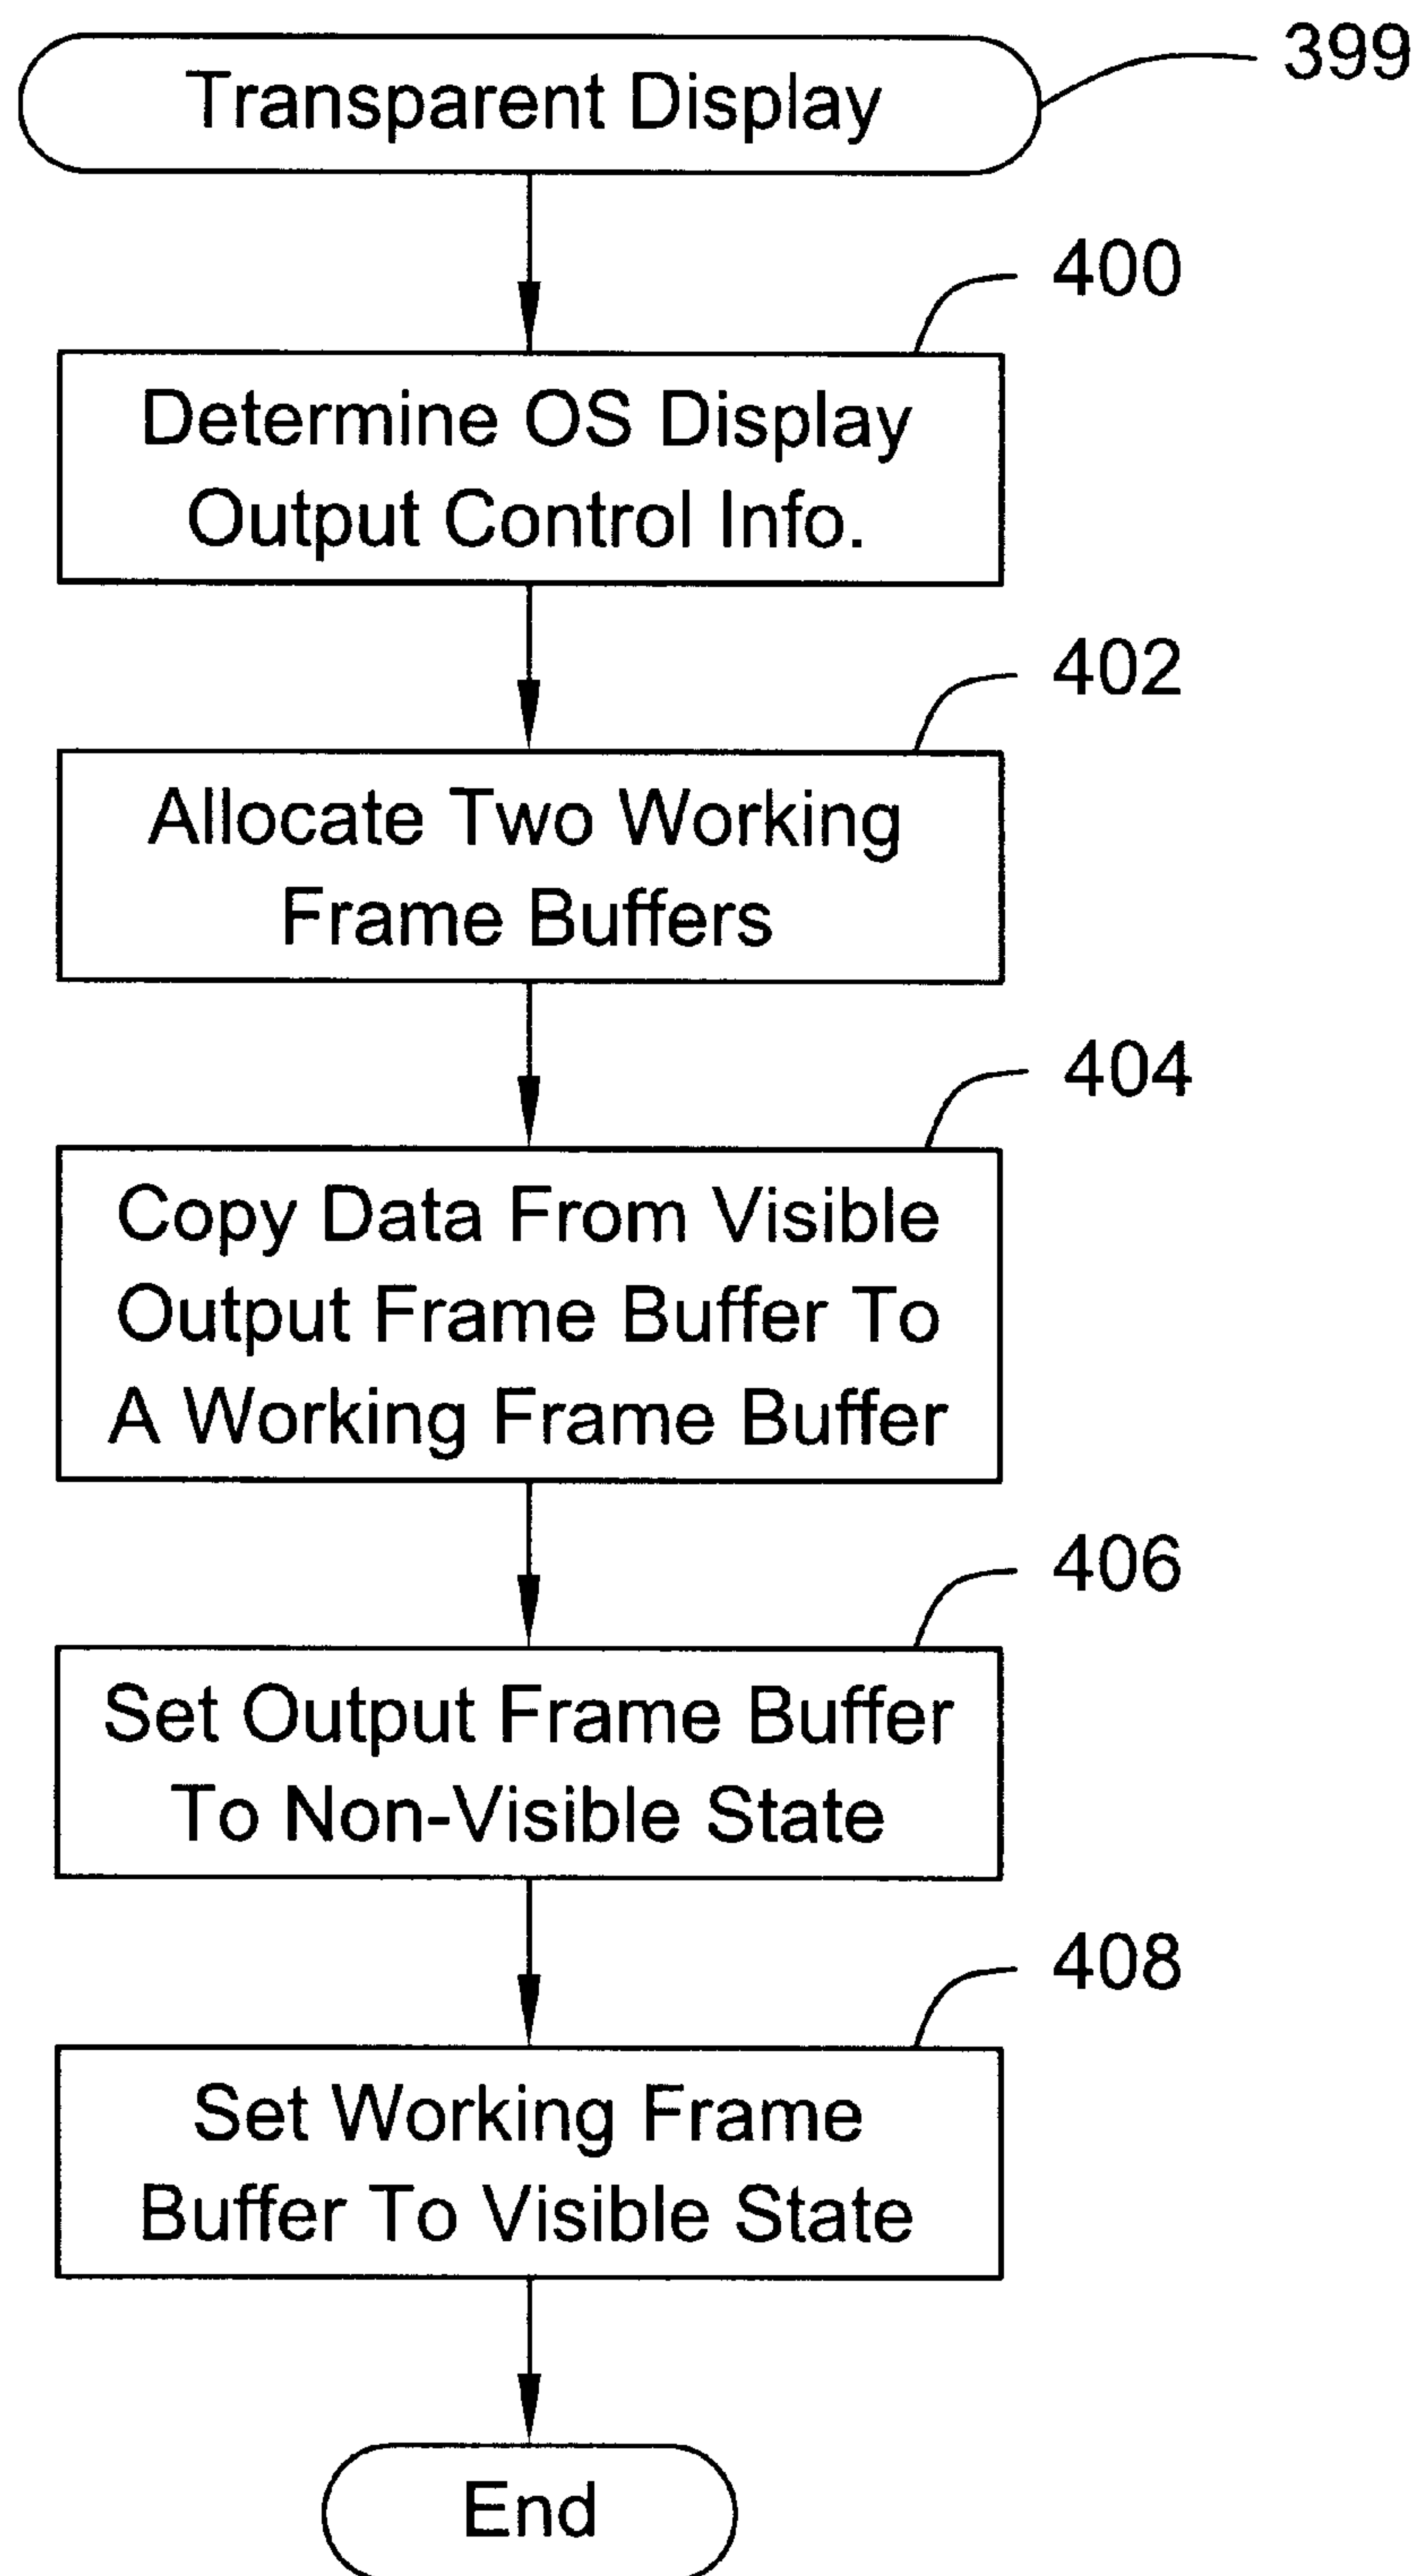 Transparent Display
399
400
Determine OS Display
Output Control Info.
402
Allocate Two Working
Frame Buffers
404
Copy Data From Visible
Output Frame Buffer To
A Working Frame Buffer
406
Set Output Frame Buffer
To Non-Visible State
408
Set Working Frame
Buffer To Visible State
End